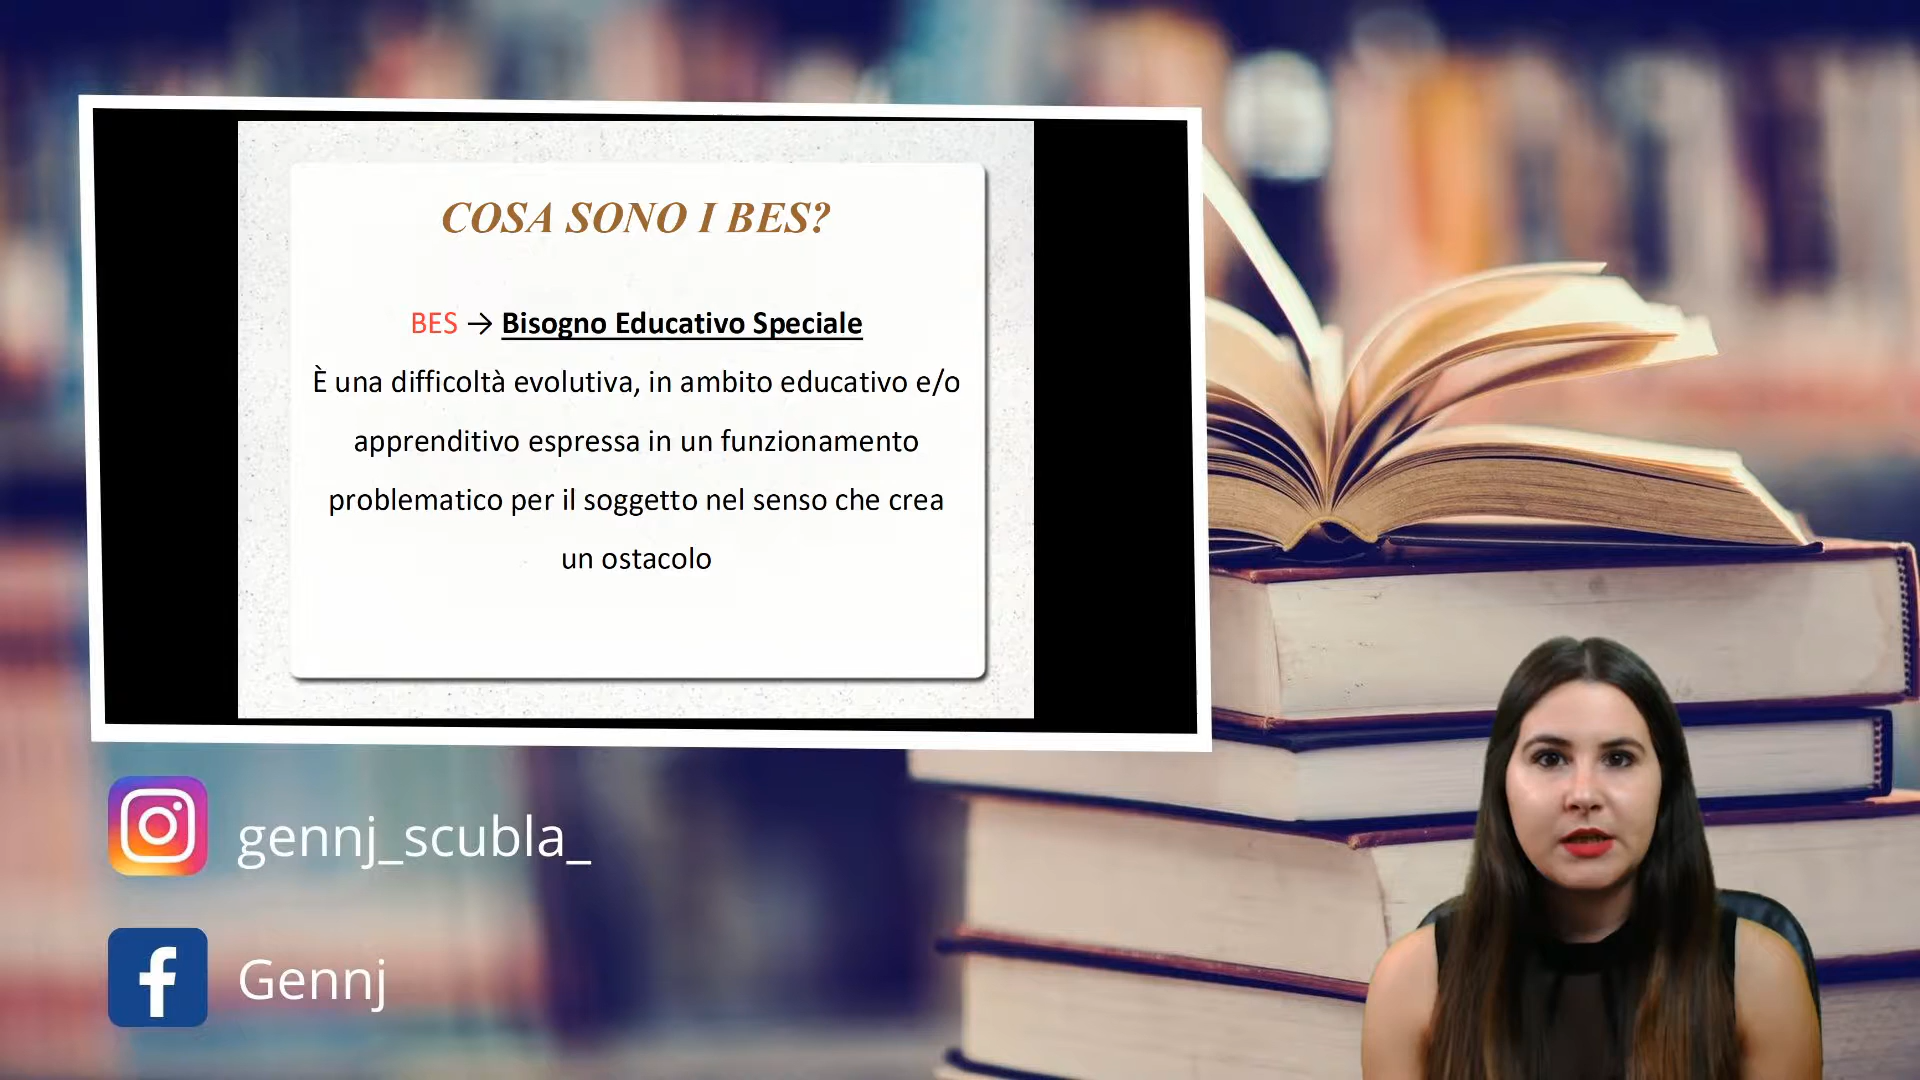 COSA SONO I BES?
BES → Bisogno Educativo Speciale
È una difficoltà evolutiva, in ambito educativo e/o
apprenditivo espressa in un funzionamento
problematico per il soggetto nel senso che crea
un ostacolo
gennj_scubla_
Gennj